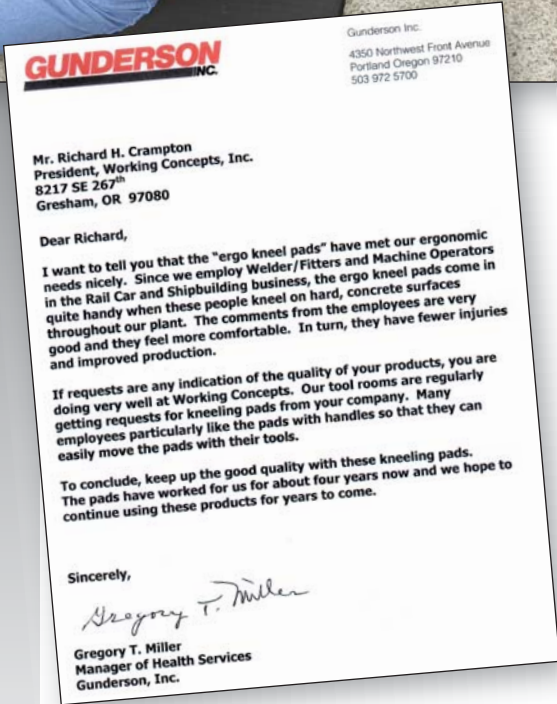 GUNDERSON
INC.
Gunderson Inc.
4350 Northwest Front Avenue
Portland Oregon 97210
503 972 5700
Mr. Richard H. Crampton
President, Working Concepts, Inc.
8217 SE 267th
Gresham, OR 97080
Dear Richard,
I want to tell you that the "ergo kneel pads" have met our ergonomic
needs nicely. Since we employ Welder/Fitters and Machine Operators
in the Rail Car and Shipbuilding business, the ergo kneel pads come in
quite handy when these people kneel on hard, concrete surfaces
throughout our plant. The comments from the employees are very
good and they feel more comfortable. In turn, they have fewer injuries
and improved production.
If requests are any indication of the quality of your products, you are
doing very well at Working Concepts. Our tool rooms are regularly
getting requests for kneeling pads from your company. Many
employees particularly like the pads with handles so that they can
easily move the pads with their tools.
To conclude, keep up the good quality with these kneeling pads.
The pads have worked for us for about four years now and we hope to
continue using these products for years to come.
Sincerely,
Gregory T. Miller
Gregory T. Miller
Manager of Health Services
Gunderson, Inc.